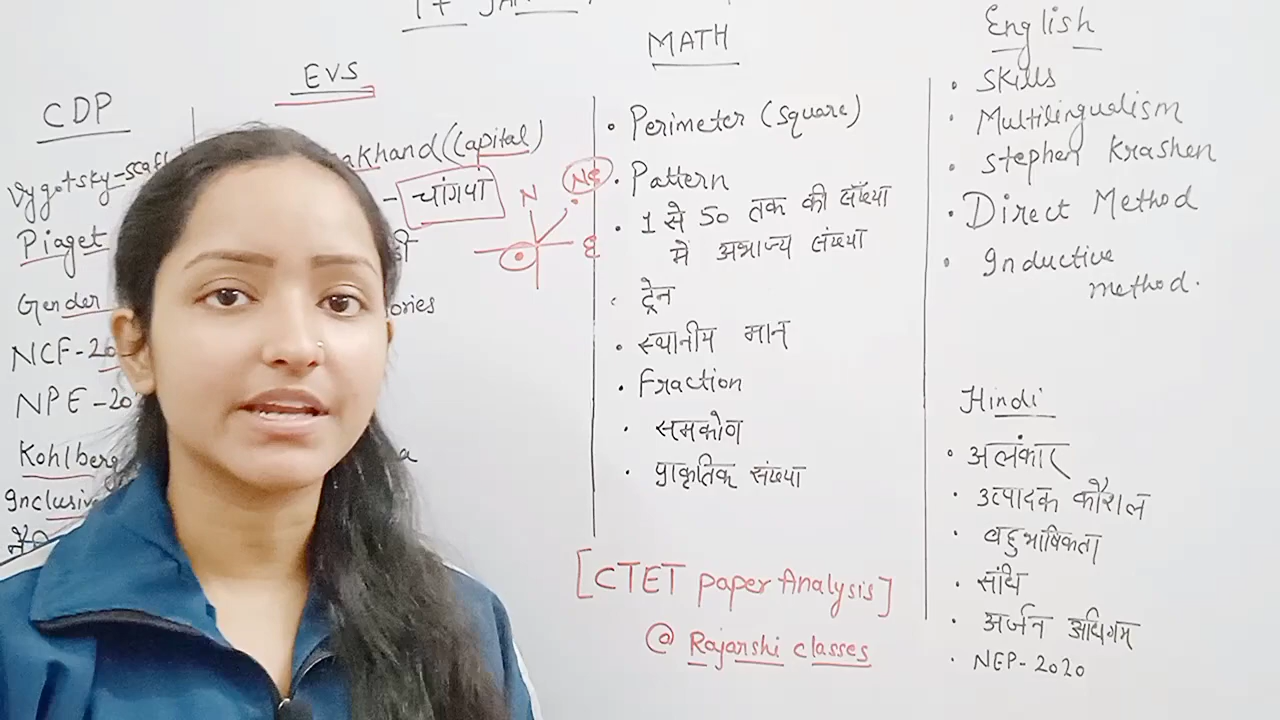 CDP
Vygotsky-scaff
Piaget
Gender
NCF-20
NPE-20
Kohlberg
Inclusiv
EVS
akhand (Capital)
- चांगपा
N
NE
E
ories
MATH
• Perimeter (square)
• Pattern
• 1 से 50 तक की संख्या
में अभाज्य संख्या
• ट्रेन
• स्थानीय मान
• Fraction
• समकोण
• प्राकृतिक संख्या
[CTET paper Analysis]
@ Rajarshi classes
English
• Skills
• Multilingualism
• Stephen Krashen
• Direct Method
• Inductive
method.
Hindi
• अलंकार
• उत्पादक कौशल
• बहुभाषिकता
• संधि
• अर्जन अधिगम
• NEP-2020